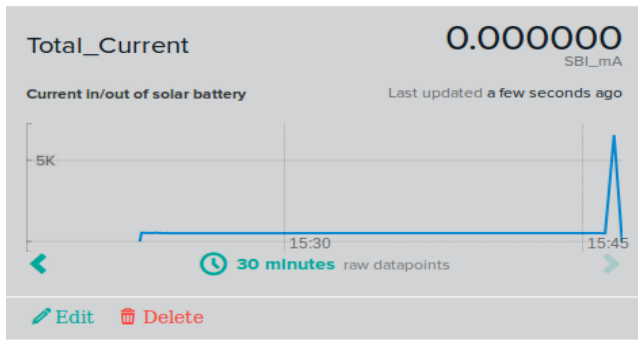 Total_Current
0.000000
SBI_mA
Current in/out of solar battery
Last updated a few seconds ago
5K
15:30
15:45
30 minutes raw datapoints
Edit
Delete